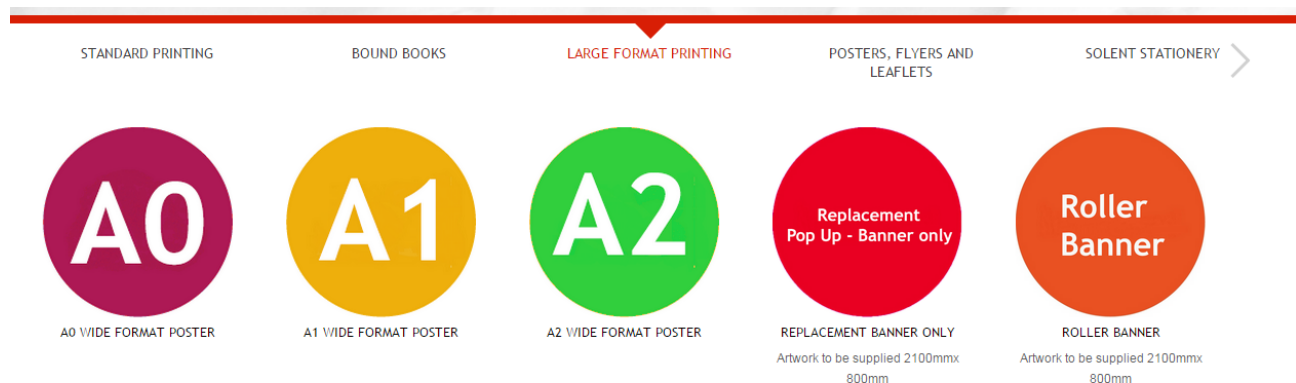 STANDARD PRINTING
BOUND BOOKS
LARGE FORMAT PRINTING
POSTERS, FLYERS AND
LEAFLETS
SOLENT STATIONERY
A0
A1
A2
Replacement
Pop Up - Banner only
Roller
Banner
A0 WIDE FORMAT POSTER
A1 WIDE FORMAT POSTER
A2 WIDE FORMAT POSTER
REPLACEMENT BANNER ONLY
Artwork to be supplied 2100mmx
800mm
ROLLER BANNER
Artwork to be supplied 2100mmx
800mm